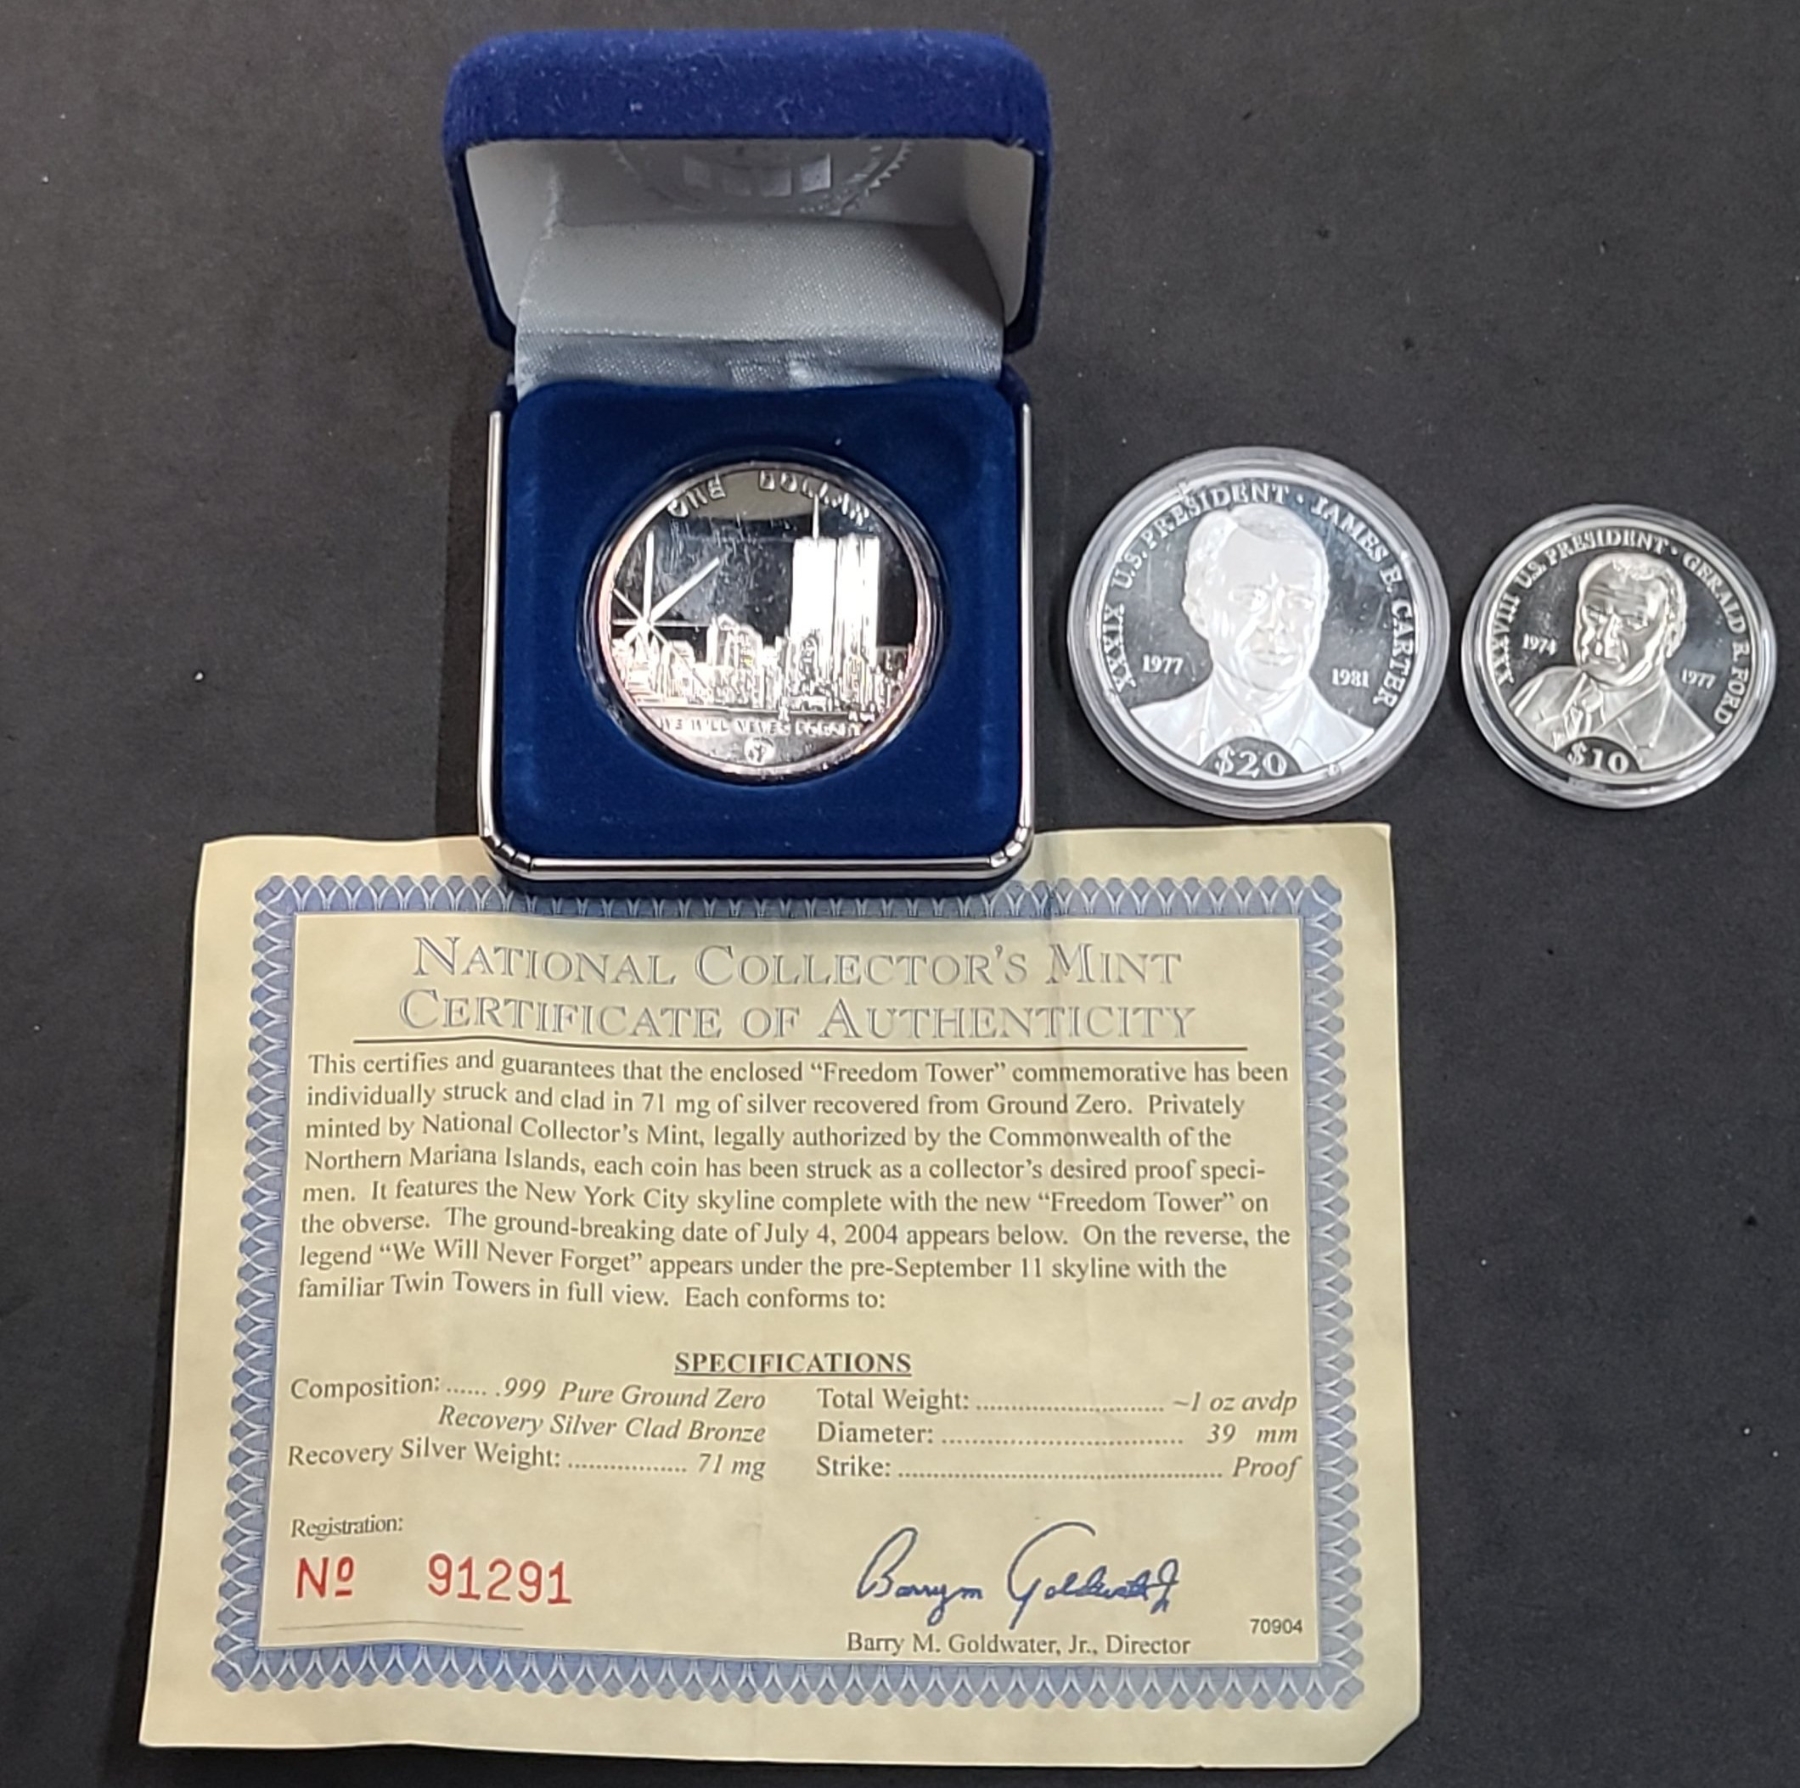 ONE DOLLAR
WE WILL NEVER FORGET
XXXIX U.S. PRESIDENT · JAMES E. CARTER
1977
1981
$20
XXXVIII U.S. PRESIDENT · GERALD R. FORD
1974
1977
$10
NATIONAL COLLECTOR'S MINT
CERTIFICATE OF AUTHENTICITY
This certifies and guarantees that the enclosed "Freedom Tower" commemorative has been
individually struck and clad in 71 mg of silver recovered from Ground Zero. Privately
minted by National Collector's Mint, legally authorized by the Commonwealth of the
Northern Mariana Islands, each coin has been struck as a collector's desired proof speci-
men. It features the New York City skyline complete with the new "Freedom Tower" on
the obverse. The ground-breaking date of July 4, 2004 appears below. On the reverse, the
legend "We Will Never Forget" appears under the pre-September 11 skyline with the
familiar Twin Towers in full view. Each conforms to:
SPECIFICATIONS
Composition: ...... .999 Pure Ground Zero
Recovery Silver Clad Bronze
Recovery Silver Weight: ................. 71 mg
Total Weight: ........................... ~1 oz avdp
Diameter: .................................. 39 mm
Strike: ............................................. Proof
Registration:
Nº 91291
Barry M Goldwater Jr
Barry M. Goldwater, Jr., Director
70904